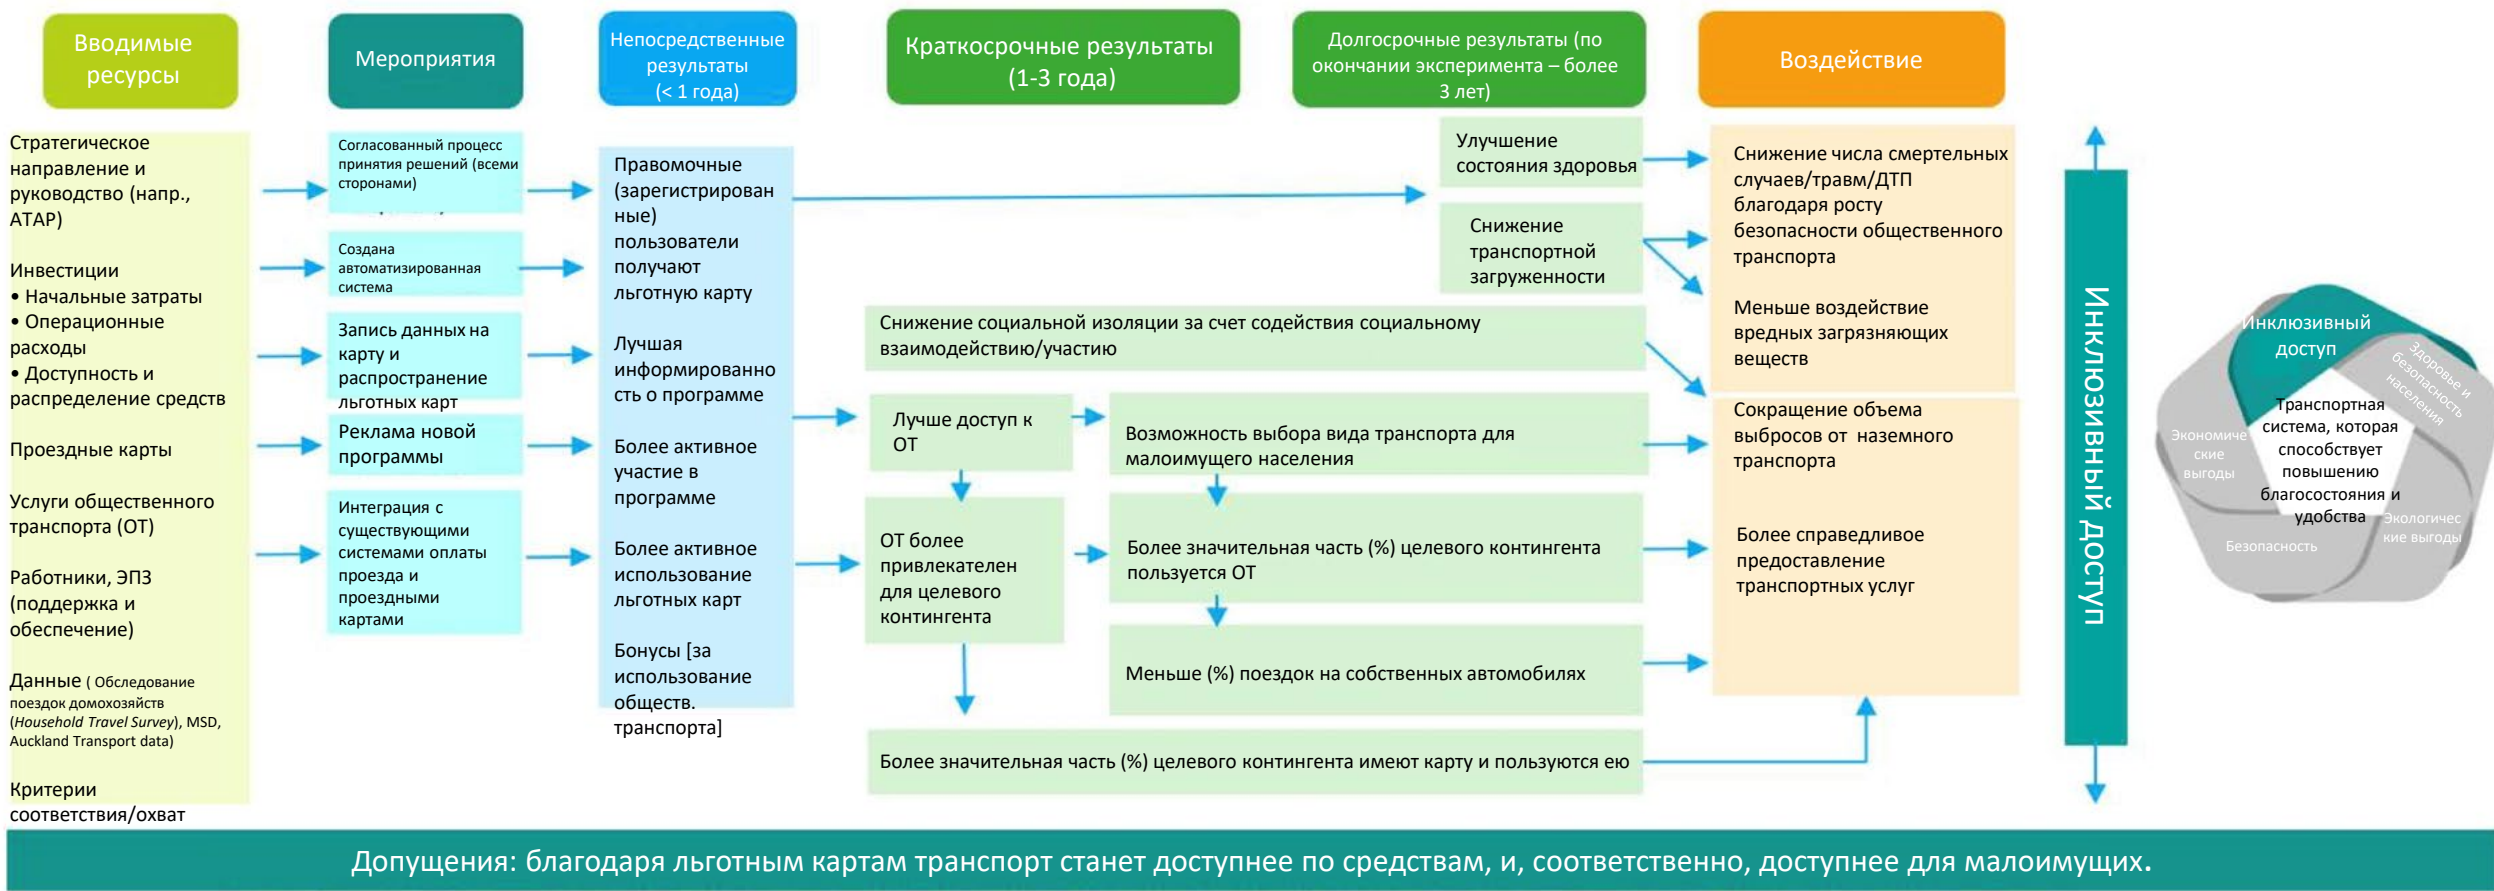 Вводимые
ресурсы
Мероприятия
Непосредственные
результаты
(< 1 года)
Краткосрочные результаты
(1-3 года)
Долгосрочные результаты (по
окончании эксперимента – более
3 лет)
Воздействие
Стратегическое
направление и
руководство (напр.,
ATAP)
Инвестиции
• Начальные затраты
• Операционные
расходы
• Доступность и
распределение средств
Проездные карты
Услуги общественного
транспорта (ОТ)
Работники, ЭПЗ
(поддержка и
обеспечение)
Данные ( Обследование
поездок домохозяйств
(Household Travel Survey), MSD,
Auckland Transport data)
Критерии
соответствия/охват
Согласованный процесс
принятия решений (всеми
сторонами)
Создана
автоматизированная
система
Запись данных на
карту и
распространение
льготных карт
Реклама новой
программы
Интеграция с
существующими
системами оплаты
проезда и
проездными
картами
Правомочные
(зарегистрирован
ные)
пользователи
получают
льготную карту
Лучшая
информированно
сть о программе
Более активное
участие в
программе
Более активное
использование
льготных карт
Бонусы [за
использование
обществ.
транспорта]
Улучшение
состояния здоровья
Снижение
транспортной
загруженности
Снижение социальной изоляции за счет содействия социальному
взаимодействию/участию
Лучше доступ к
ОТ
Возможность выбора вида транспорта для
малоимущего населения
ОТ более
привлекателен
для целевого
контингента
Более значительная часть (%) целевого контингента
пользуется ОТ
Меньше (%) поездок на собственных автомобилях
Более значительная часть (%) целевого контингента имеют карту и пользуются ею
Снижение числа смертельных
случаев/травм/ДТП
благодаря росту
безопасности общественного
транспорта
Меньше воздействие
вредных загрязняющих
веществ
Сокращение объема
выбросов от наземного
транспорта
Более справедливое
предоставление
транспортных услуг
Инклюзивный доступ
Инклюзивный
доступ
Здоровье и
безопасность
населения
Экономиче
ские
выгоды
Транспортная
система, которая
способствует
повышению
благосостояния и
удобства
Экологичес
кие выгоды
Безопасность
Допущения: благодаря льготным картам транспорт станет доступнее по средствам, и, соответственно, доступнее для малоимущих.